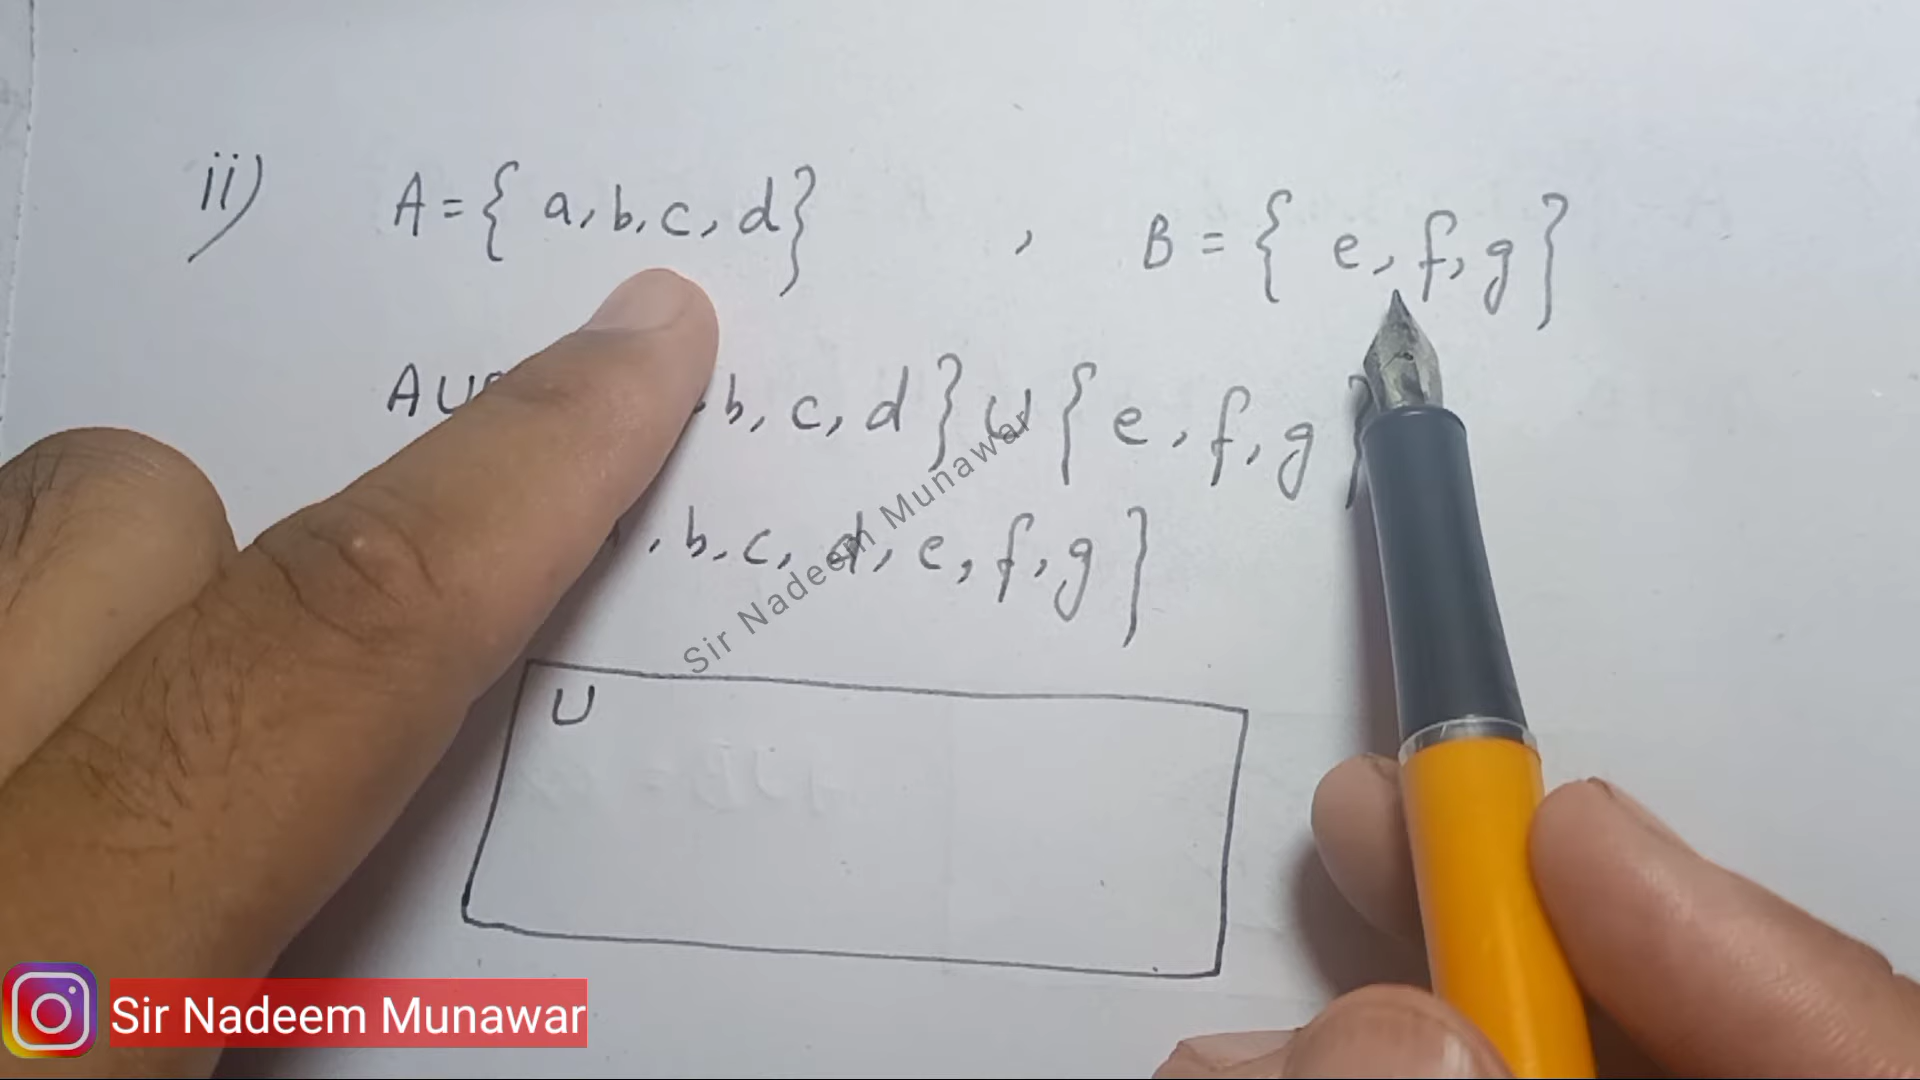 ii) A = { a, b, c, d } , B = { e, f, g }
A U b, c, d } U { e, f, g }
, b, c, d, e, f, g }
Sir Nadeem Munawar
U
Sir Nadeem Munawar